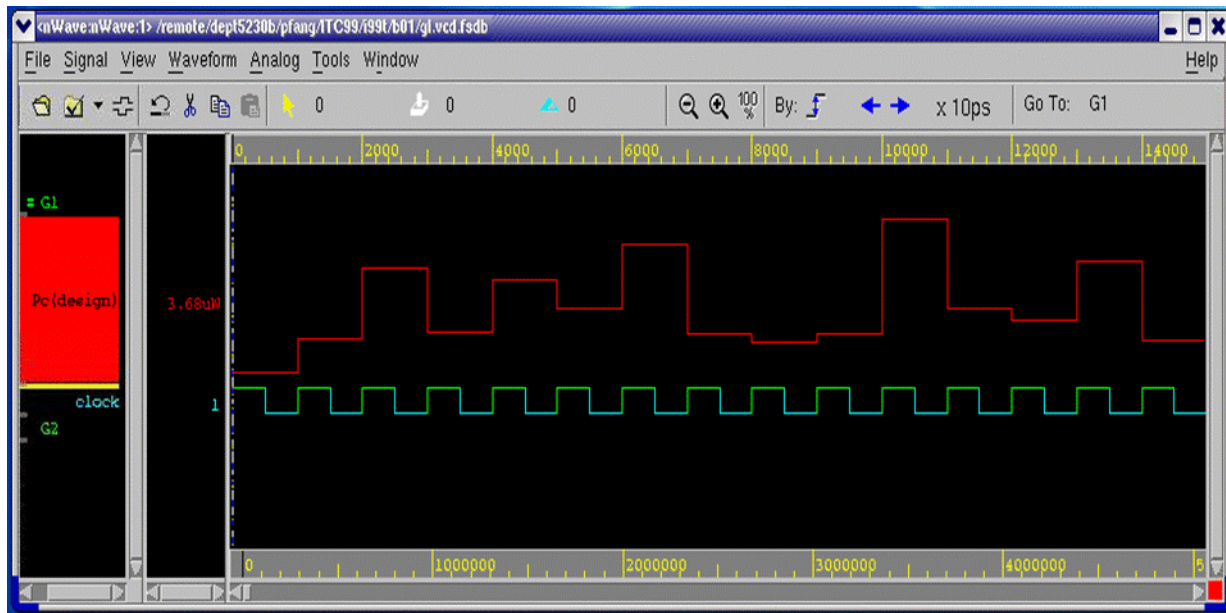 <nWave:nWave:1> /remote/dept5230b/pfang/ITC99/i99t/b01/gl.vcd.fsdb
File Signal View Waveform Analog Tools Window Help
0 0 0 100% By: x 10ps Go To: G1
0 2000 4000 6000 8000 10000 12000 14000
= G1
Pc(design) 3.68uW
clock 1
G2
0 1000000 2000000 3000000 4000000 5